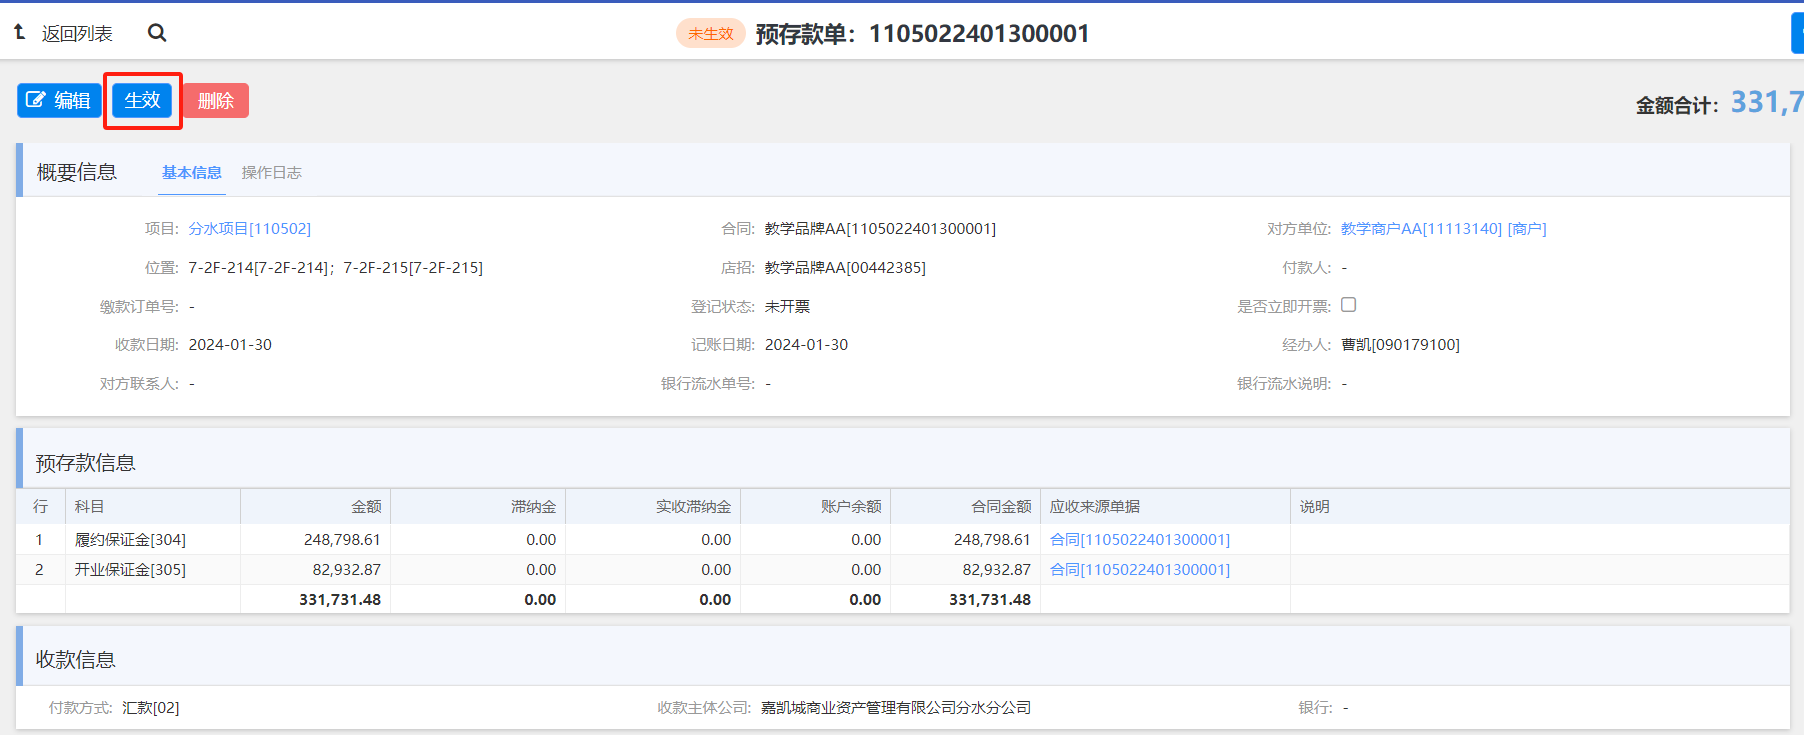 返回列表 未生效 预存款单：1105022401300001
编辑 生效 删除 金额合计：331,7
概要信息 基本信息 操作日志
项目: 分水项目[110502] 合同: 教学品牌AA[1105022401300001] 对方单位: 教学商户AA[11113140] [商户]
位置: 7-2F-214[7-2F-214]；7-2F-215[7-2F-215] 店招: 教学品牌AA[00442385] 付款人: -
缴款订单号: - 登记状态: 未开票 是否立即开票:
收款日期: 2024-01-30 记账日期: 2024-01-30 经办人: 曹凯[090179100]
对方联系人: - 银行流水单号: - 银行流水说明: -
预存款信息
行 科目 金额 滞纳金 实收滞纳金 账户余额 合同金额 应收来源单据 说明
1 履约保证金[304] 248,798.61 0.00 0.00 0.00 248,798.61 合同[1105022401300001]
2 开业保证金[305] 82,932.87 0.00 0.00 0.00 82,932.87 合同[1105022401300001]
331,731.48 0.00 0.00 0.00 331,731.48
收款信息
付款方式: 汇款[02] 收款主体公司: 嘉凯城商业资产管理有限公司分水分公司 银行: -